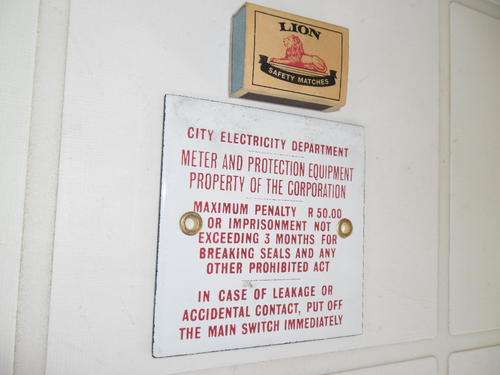 LION
SAFETY MATCHES
CITY ELECTRICITY DEPARTMENT
METER AND PROTECTION EQUIPMENT
PROPERTY OF THE CORPORATION
MAXIMUM PENALTY R 50.00
OR IMPRISONMENT NOT
EXCEEDING 3 MONTHS FOR
BREAKING SEALS AND ANY
OTHER PROHIBITED ACT
IN CASE OF LEAKAGE OR
ACCIDENTAL CONTACT, PUT OFF
THE MAIN SWITCH IMMEDIATELY